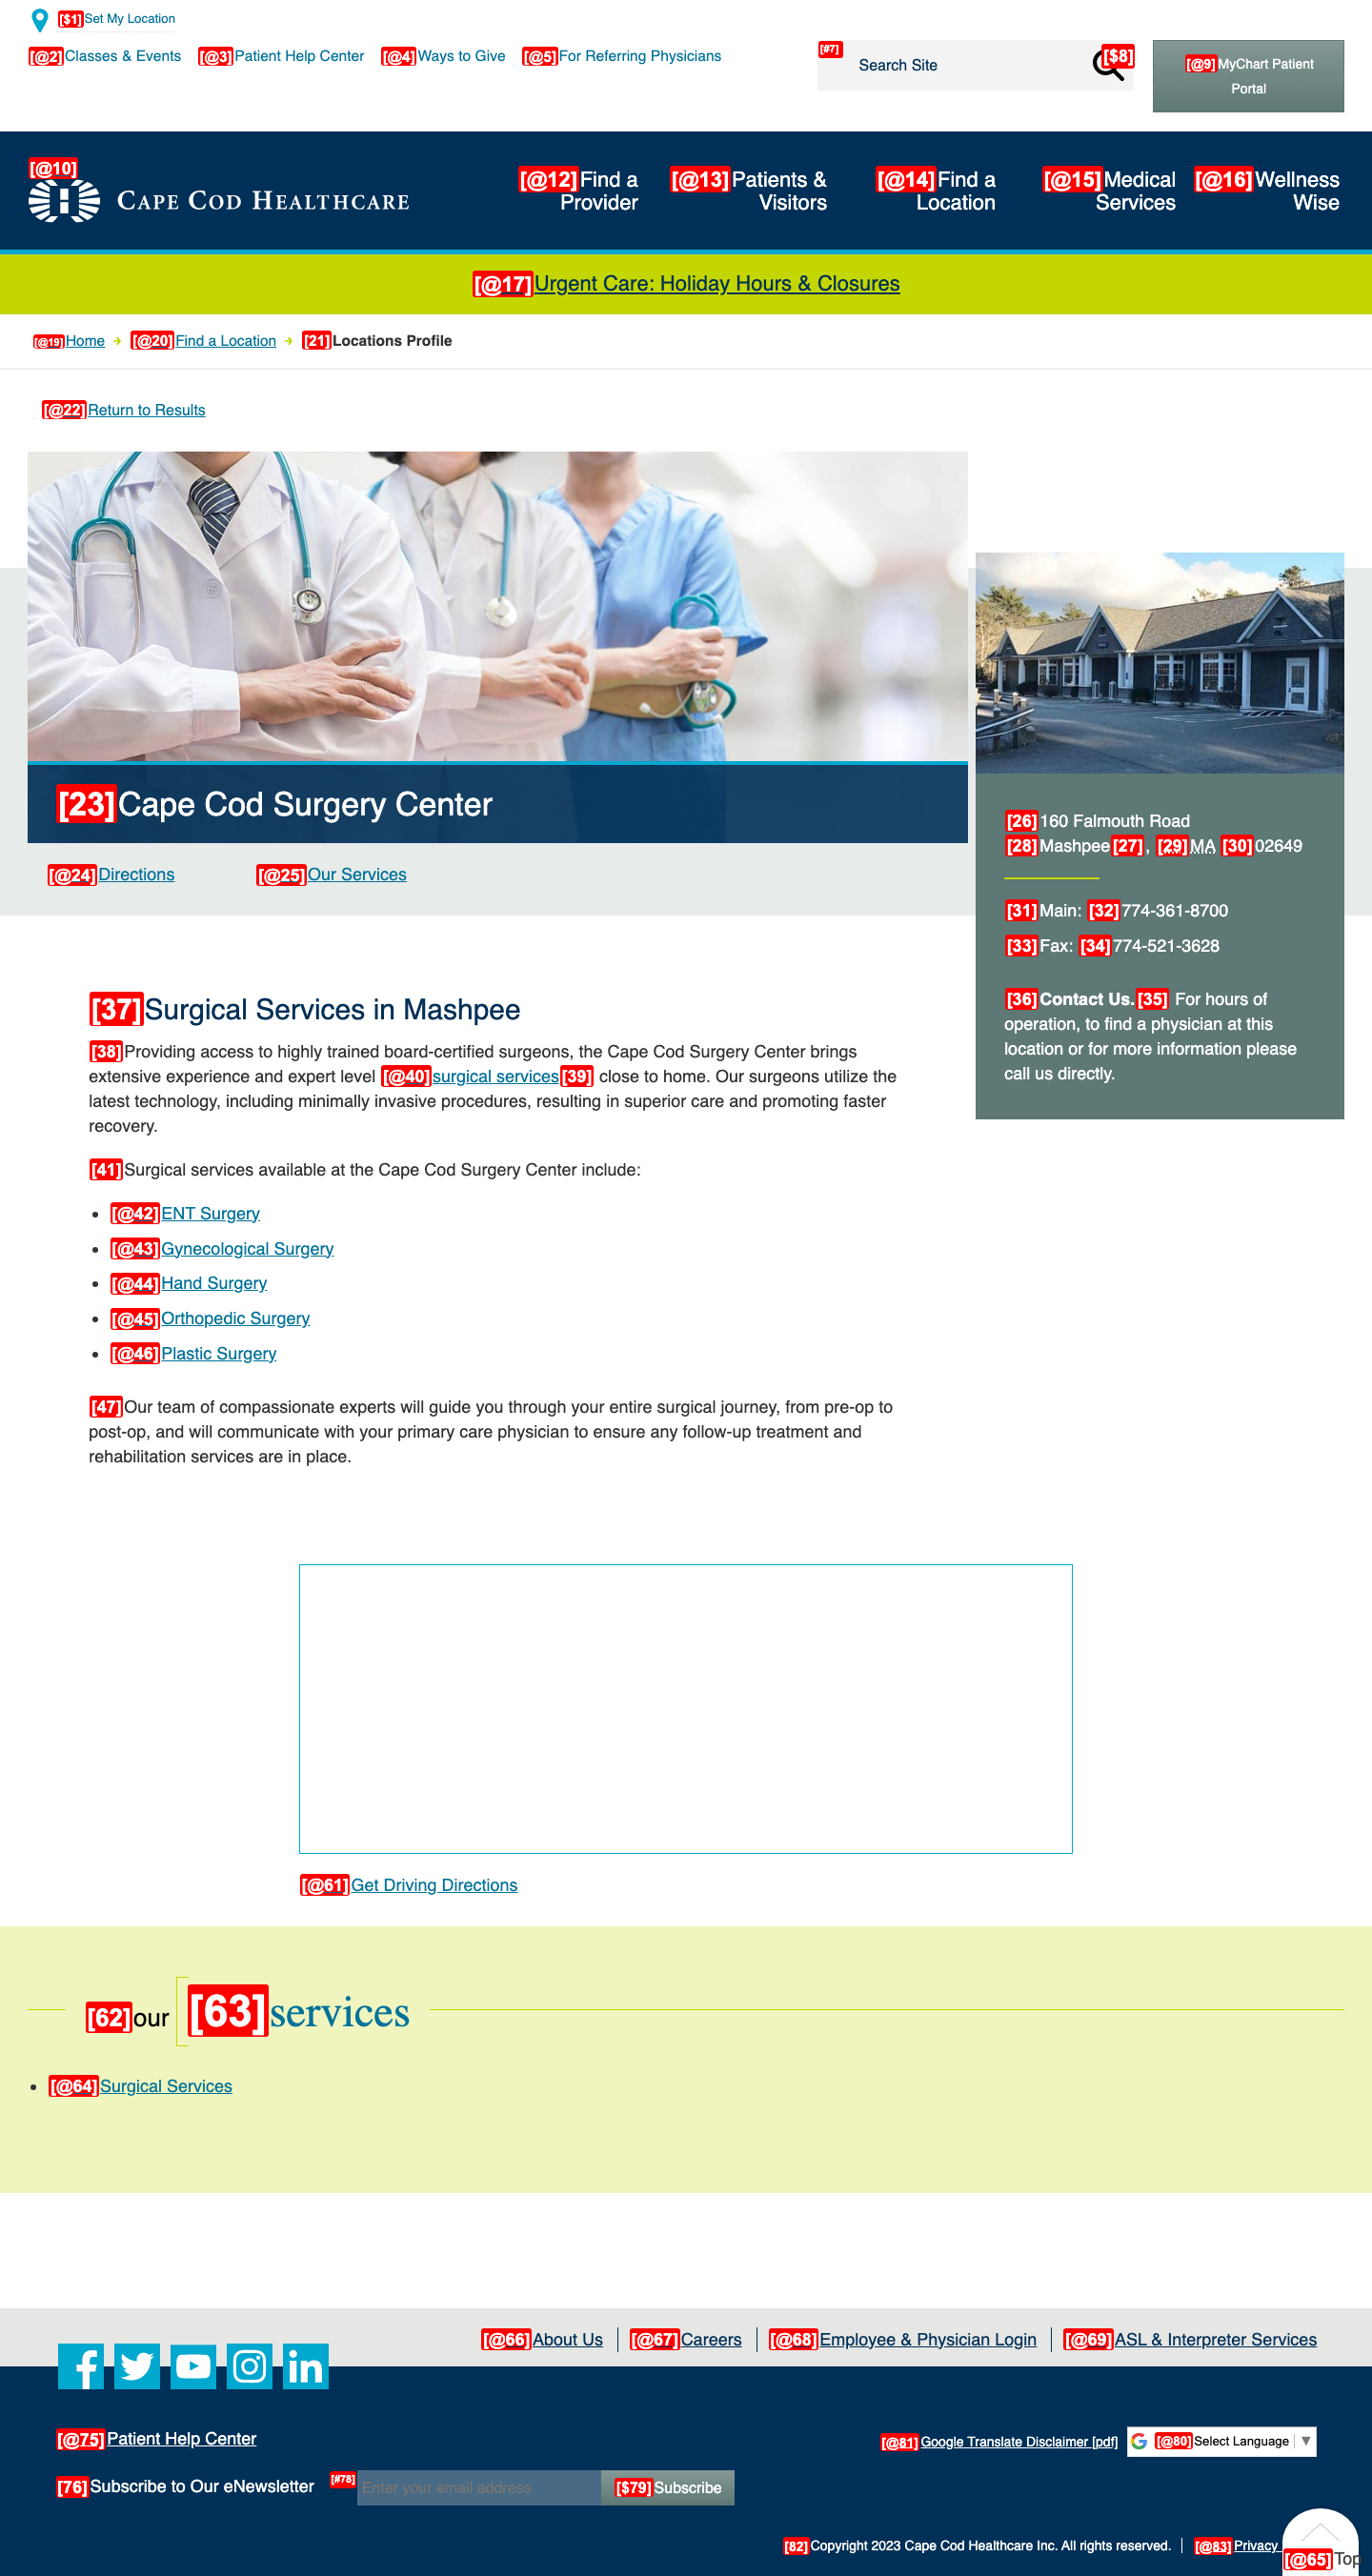 [$1]Set My Location
[@2]Classes & Events [@3]Patient Help Center [@4]Ways to Give [@5]For Referring Physicians
[#7] Search Site [$8]
[@9]MyChart Patient
Portal
[@10]
CAPE COD HEALTHCARE
[@12]Find a
Provider
[@13]Patients &
Visitors
[@14]Find a
Location
[@15]Medical
Services
[@16]Wellness
Wise
[@17]Urgent Care: Holiday Hours & Closures
[@19]Home [@20]Find a Location [21]Locations Profile
[@22]Return to Results
[23]Cape Cod Surgery Center
[@24]Directions [@25]Our Services
[26]160 Falmouth Road
[28]Mashpee[27], [29]MA [30]02649
[31]Main: [32]774-361-8700
[33]Fax: [34]774-521-3628
[36]Contact Us.[35] For hours of
operation, to find a physician at this
location or for more information please
call us directly.
[37]Surgical Services in Mashpee
[38]Providing access to highly trained board-certified surgeons, the Cape Cod Surgery Center brings
extensive experience and expert level [@40]surgical services[39] close to home. Our surgeons utilize the
latest technology, including minimally invasive procedures, resulting in superior care and promoting faster
recovery.
[41]Surgical services available at the Cape Cod Surgery Center include:
[@42]ENT Surgery
[@43]Gynecological Surgery
[@44]Hand Surgery
[@45]Orthopedic Surgery
[@46]Plastic Surgery
[47]Our team of compassionate experts will guide you through your entire surgical journey, from pre-op to
post-op, and will communicate with your primary care physician to ensure any follow-up treatment and
rehabilitation services are in place.
[@61]Get Driving Directions
[62]our [63]services
[@64]Surgical Services
[@66]About Us [@67]Careers [@68]Employee & Physician Login [@69]ASL & Interpreter Services
[@75]Patient Help Center
[@81]Google Translate Disclaimer [pdf] [@80]Select Language ▼
[76]Subscribe to Our eNewsletter [#78] Enter your email address [$79]Subscribe
[82]Copyright 2023 Cape Cod Healthcare Inc. All rights reserved. [@83]Privacy
[@65]Top